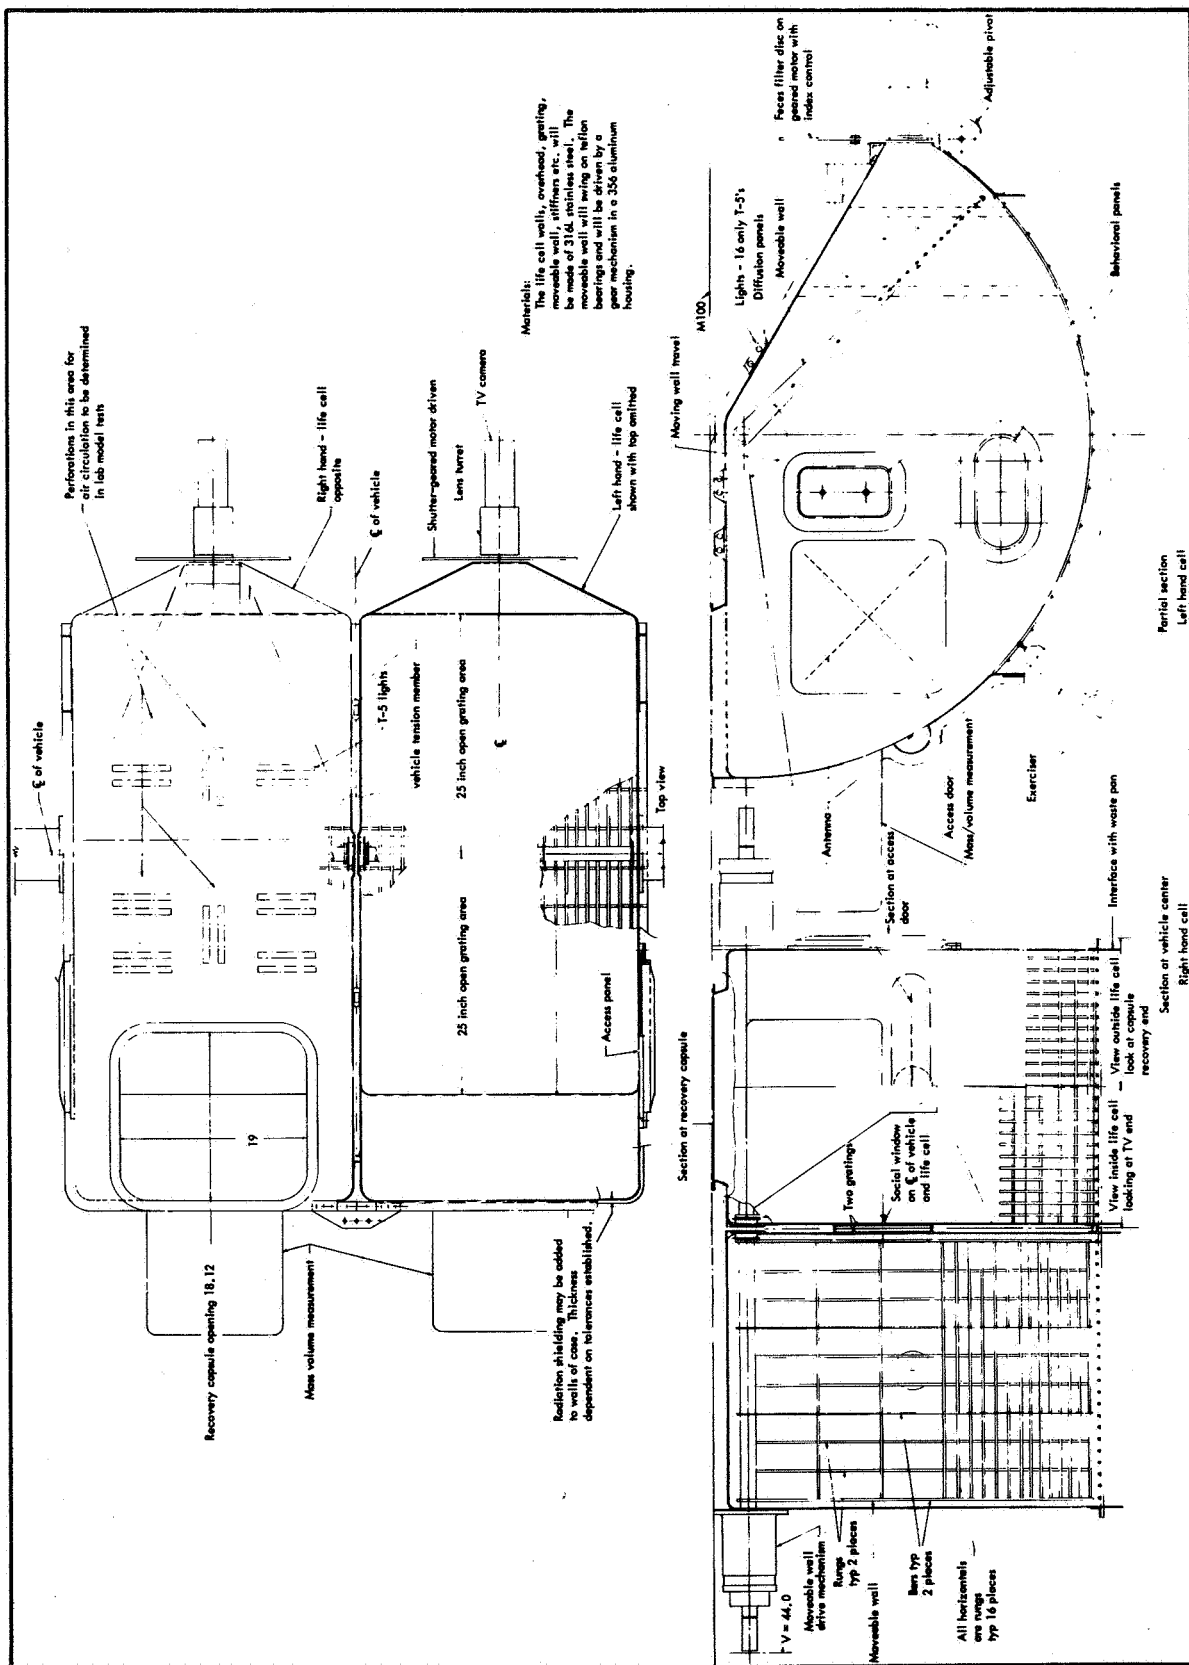 Perforations in this area for
air circulation to be determined
in lab model tests
Right hand - life cell
opposite
℄ of vehicle
Shutter-geared motor driven
Lens turret
TV camera
Left hand - life cell
shown with top omitted
Materials:
The life cell walls, overhead, grating,
moveable wall, stiffners etc. will
be made of 316L stainless steel. The
moveable wall will swing on teflon
bearings and will be driven by a
gear mechanism in a 356 aluminum
housing.
℄ of vehicle
T-5 lights
vehicle tension member
25 inch open grating area
℄
25 inch open grating area
Top view
Access panel
19
Recovery capsule opening 18.12
Mass volume measurement
Radiation shielding may be added
to walls of case. Thickness
dependent on tolerances established.
Section at recovery capsule
Feces filter disc on
geared motor with
index control
Adjustable pivot
M100
Lights - 16 only T-5's
Diffusion panels
Moveable wall
Moving wall travel
Behavioral panels
Partial section
Left hand cell
Antenna
Access door
Mass/volume measurement
Exerciser
Section at access
door
Interface with waste pan
Section at vehicle center
Right hand cell
Two gratings
Social window
on ℄ of vehicle
and life cell
View inside life cell
looking at TV end
View outside life cell
look at capsule
recovery end
V = 44.0
Moveable wall
drive mechanism
Rungs
typ 2 pieces
Moveable wall
Bars typ
2 pieces
All horizontals
are rungs
typ 16 pieces